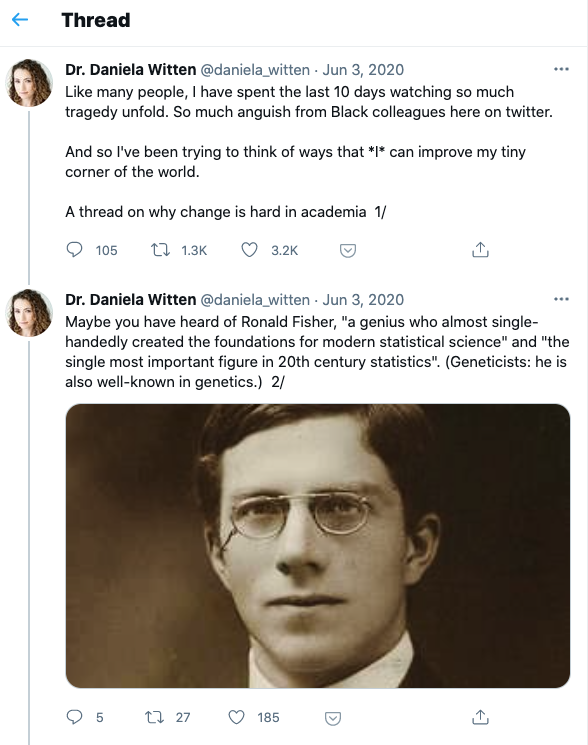 Thread
Dr. Daniela Witten @daniela_witten · Jun 3, 2020
Like many people, I have spent the last 10 days watching so much
tragedy unfold. So much anguish from Black colleagues here on twitter.
And so I've been trying to think of ways that *I* can improve my tiny
corner of the world.
A thread on why change is hard in academia 1/
105 1.3K 3.2K
Dr. Daniela Witten @daniela_witten · Jun 3, 2020
Maybe you have heard of Ronald Fisher, "a genius who almost single-
handedly created the foundations for modern statistical science" and "the
single most important figure in 20th century statistics". (Geneticists: he is
also well-known in genetics.) 2/
5 27 185